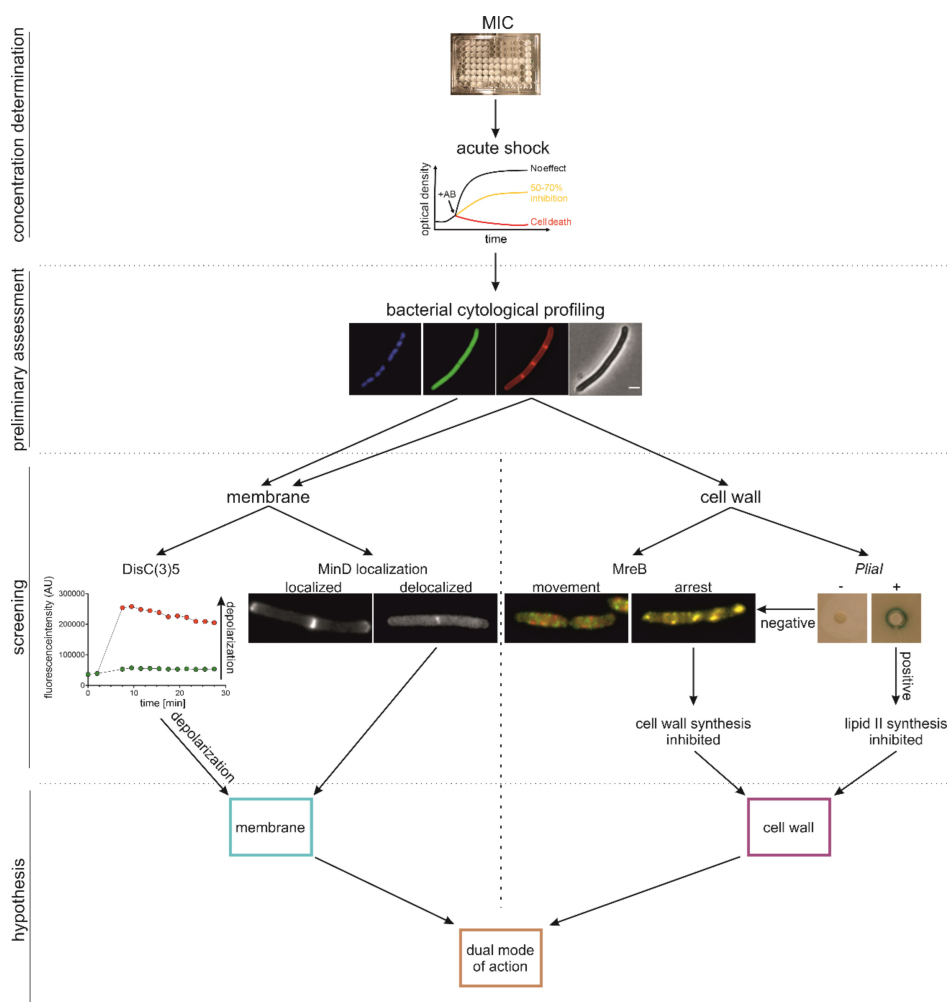 MIC
concentration determination
acute shock
optical density
+AB
No effect
50-70%
inhibition
Cell death
time
preliminary assessment
bacterial cytological profiling
screening
membrane
cell wall
DisC(3)5
MinD localization
MreB
PliaI
localized
delocalized
movement
arrest
-
+
fluorescenceintensity (AU)
300000
200000
100000
0
0
10
20
30
time [min]
depolarization
negative
positive
depolarization
cell wall synthesis
inhibited
lipid II synthesis
inhibited
hypothesis
membrane
cell wall
dual mode
of action